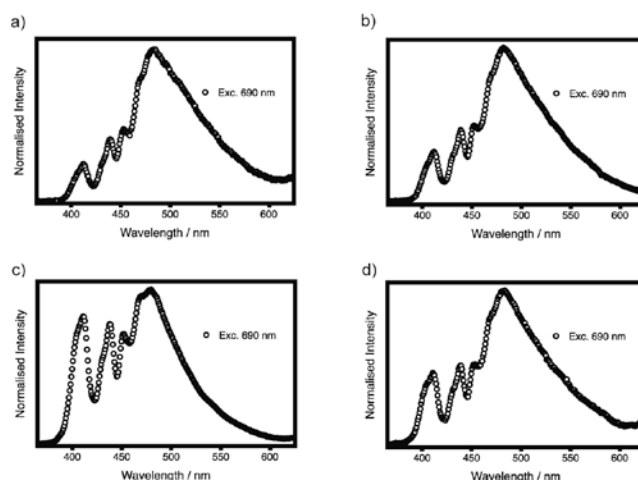 a)
Normalised Intensity
Exc. 690 nm
400 450 500 550 600
Wavelength / nm
b)
Normalised Intensity
Exc. 690 nm
400 450 500 550 600
Wavelength / nm
c)
Normalised Intensity
Exc. 690 nm
400 450 500 550 600
Wavelength / nm
d)
Normalised Intensity
Exc. 690 nm
400 450 500 550 600
Wavelength / nm